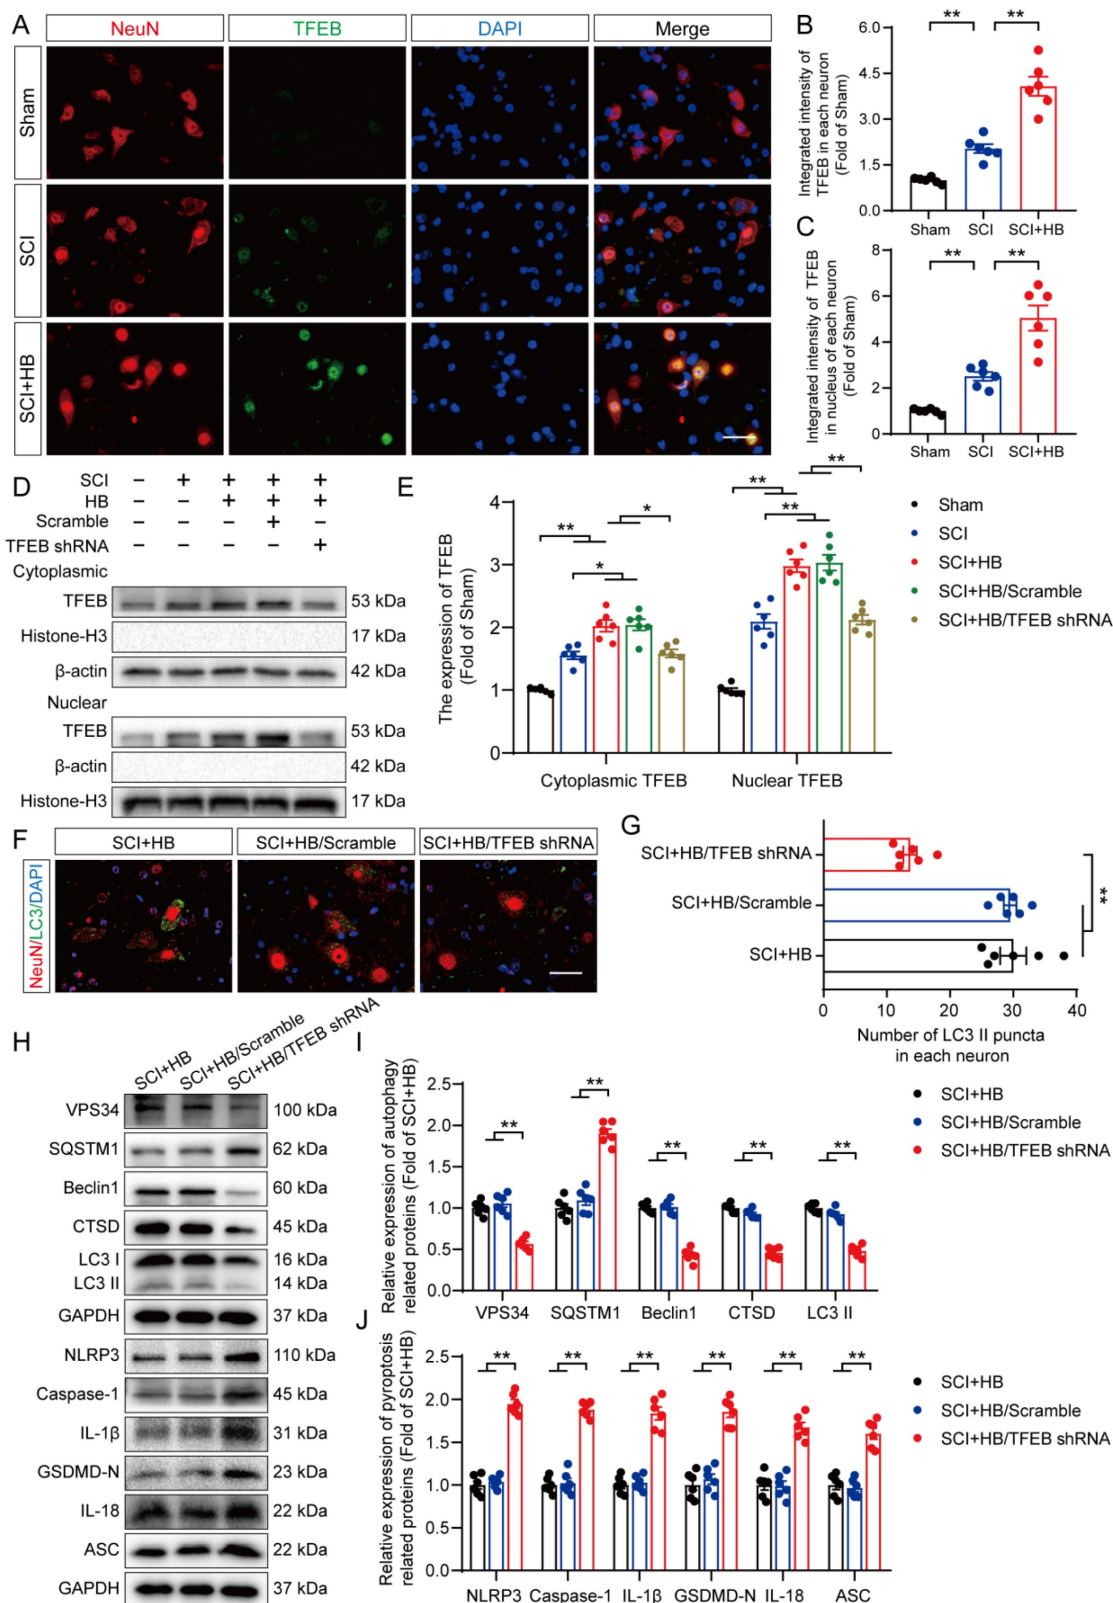 A
NeuN
TFEB
DAPI
Merge
Sham
SCI
SCI+HB
B
Integrated intensity of
TFEB in each neuron
(Fold of Sham)
6.0
4.5
3.0
1.5
0.0
** **
Sham SCI SCI+HB
C
Integrated intensity of TFEB
in nucleus of each neuron
(Fold of Sham)
8
6
4
2
0
** **
Sham SCI SCI+HB
D
SCI − + + + +
HB − − + + +
Scramble − − − + −
TFEB shRNA − − − − +
Cytoplasmic
TFEB 53 kDa
Histone-H3 17 kDa
β-actin 42 kDa
Nuclear
TFEB 53 kDa
β-actin 42 kDa
Histone-H3 17 kDa
E
The expression of TFEB
(Fold of Sham)
4
3
2
1
0
** * *
** ** **
Cytoplasmic TFEB Nuclear TFEB
Sham
SCI
SCI+HB
SCI+HB/Scramble
SCI+HB/TFEB shRNA
F
SCI+HB SCI+HB/Scramble SCI+HB/TFEB shRNA
NeuN/LC3/DAPI
G
SCI+HB/TFEB shRNA
SCI+HB/Scramble
SCI+HB
**
0 10 20 30 40
Number of LC3 II puncta
in each neuron
H
SCI+HB
SCI+HB/Scramble
SCI+HB/TFEB shRNA
VPS34 100 kDa
SQSTM1 62 kDa
Beclin1 60 kDa
CTSD 45 kDa
LC3 I 16 kDa
LC3 II 14 kDa
GAPDH 37 kDa
NLRP3 110 kDa
Caspase-1 45 kDa
IL-1β 31 kDa
GSDMD-N 23 kDa
IL-18 22 kDa
ASC 22 kDa
GAPDH 37 kDa
I
Relative expression of autophagy
related proteins (Fold of SCI+HB)
2.5
2.0
1.5
1.0
0.5
0.0
** ** ** ** **
VPS34 SQSTM1 Beclin1 CTSD LC3 II
SCI+HB
SCI+HB/Scramble
SCI+HB/TFEB shRNA
J
Relative expression of pyroptosis
related proteins (Fold of SCI+HB)
2.5
2.0
1.5
1.0
0.5
0.0
** ** ** ** ** **
NLRP3 Caspase-1 IL-1β GSDMD-N IL-18 ASC
SCI+HB
SCI+HB/Scramble
SCI+HB/TFEB shRNA